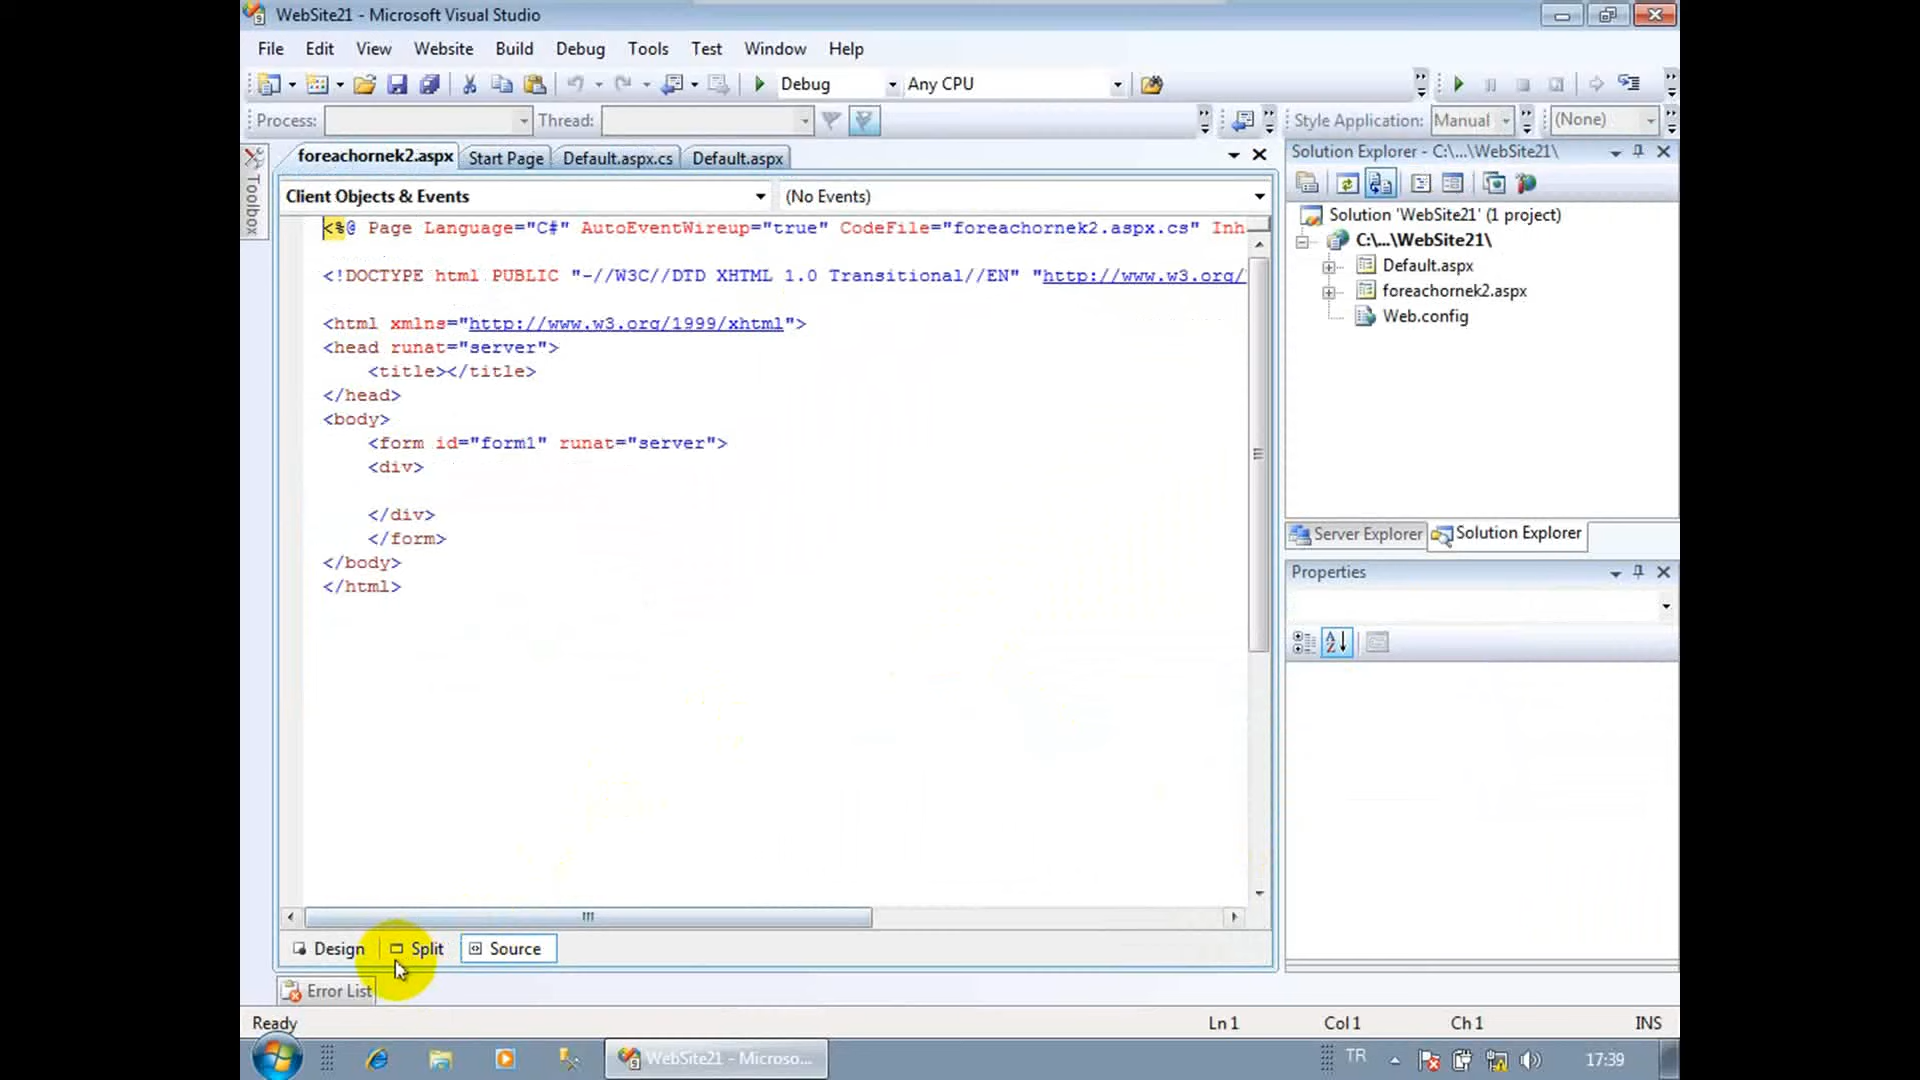 WebSite21 - Microsoft Visual Studio
File Edit View Website Build Debug Tools Test Window Help
Debug Any CPU
Process: Thread: Style Application: Manual (None)
Toolbox
foreachornek2.aspx Start Page Default.aspx.cs Default.aspx
Client Objects & Events (No Events)
<%@ Page Language="C#" AutoEventWireup="true" CodeFile="foreachornek2.aspx.cs" Inh
<!DOCTYPE html PUBLIC "-//W3C//DTD XHTML 1.0 Transitional//EN" "http://www.w3.org/
<html xmlns="http://www.w3.org/1999/xhtml">
<head runat="server">
<title></title>
</head>
<body>
<form id="form1" runat="server">
<div>
</div>
</form>
</body>
</html>
Design Split Source
Error List
Solution Explorer - C:\...\WebSite21\
Solution 'WebSite21' (1 project)
C:\...\WebSite21\
Default.aspx
foreachornek2.aspx
Web.config
Server Explorer Solution Explorer
Properties
Ready Ln 1 Col 1 Ch 1 INS
WebSite21 - Microso... TR 17:39